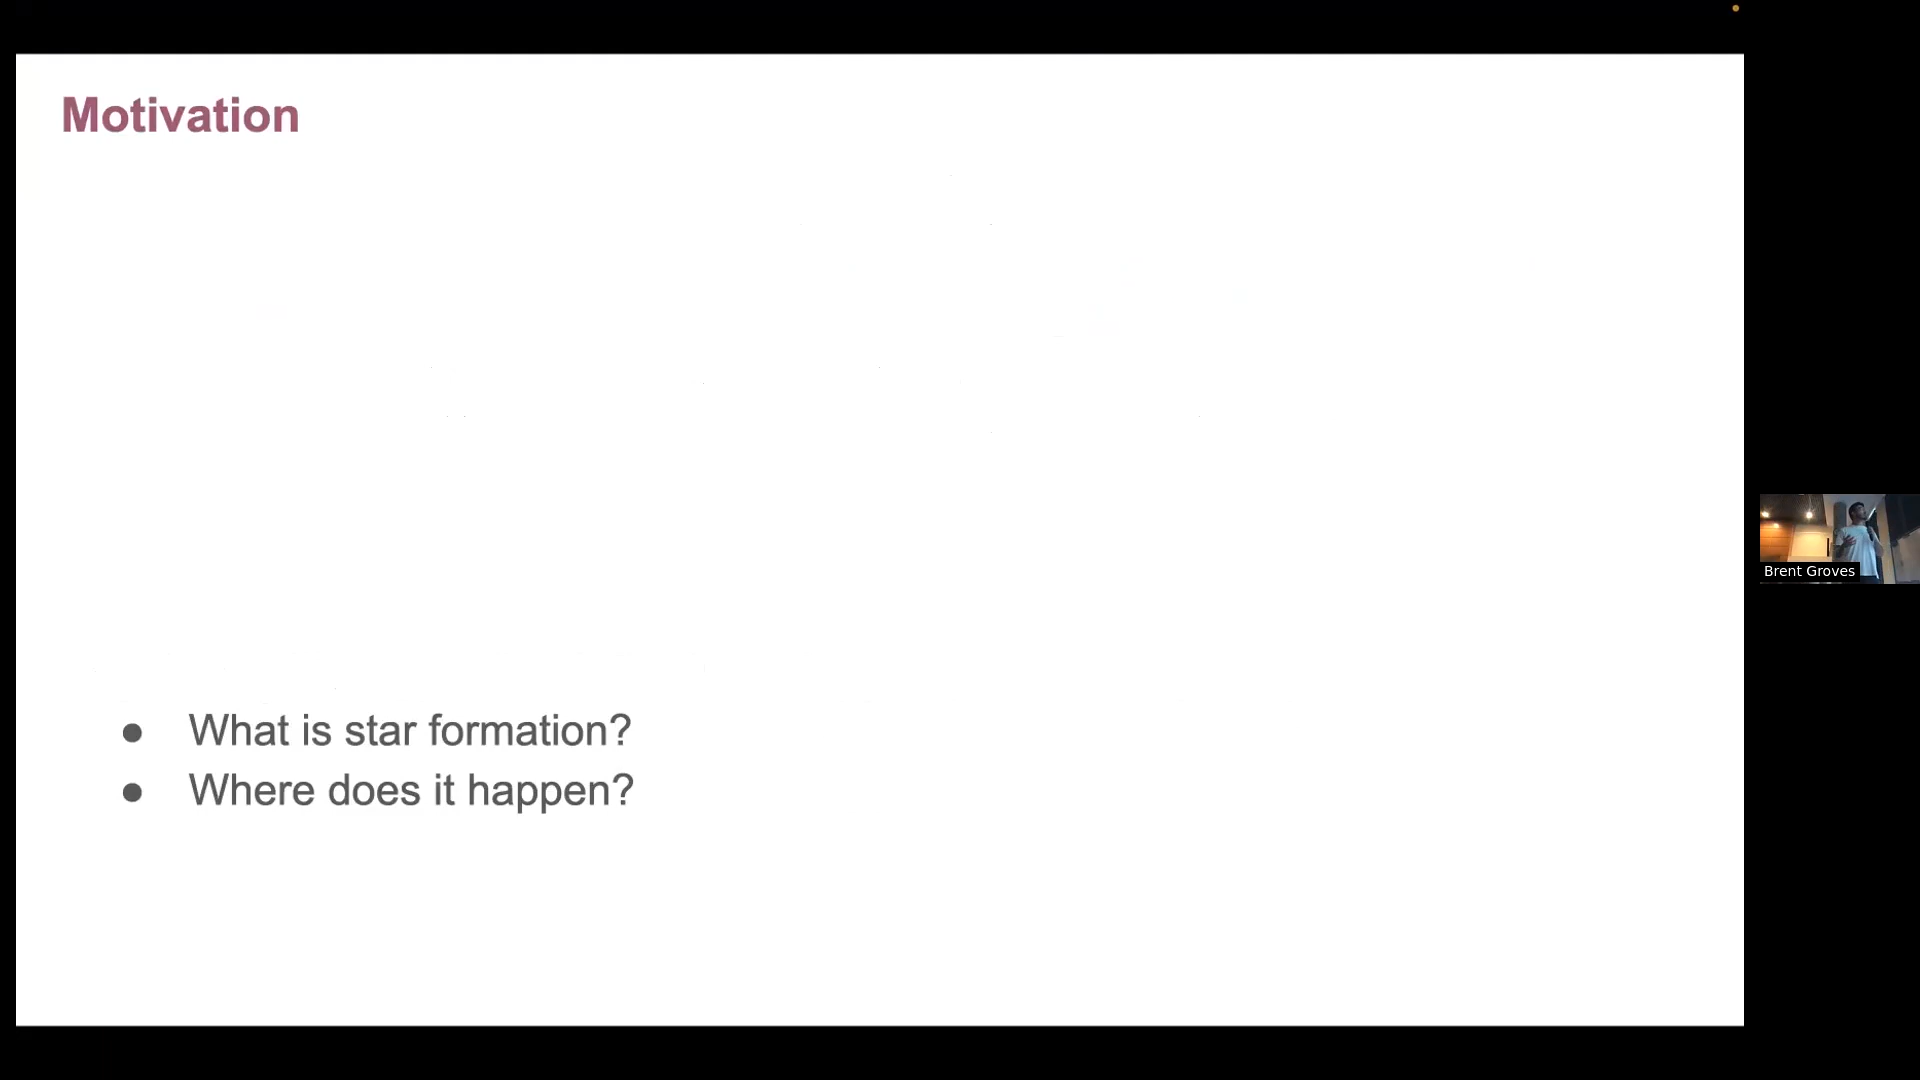 Motivation
● What is star formation?
● Where does it happen?
Brent Groves